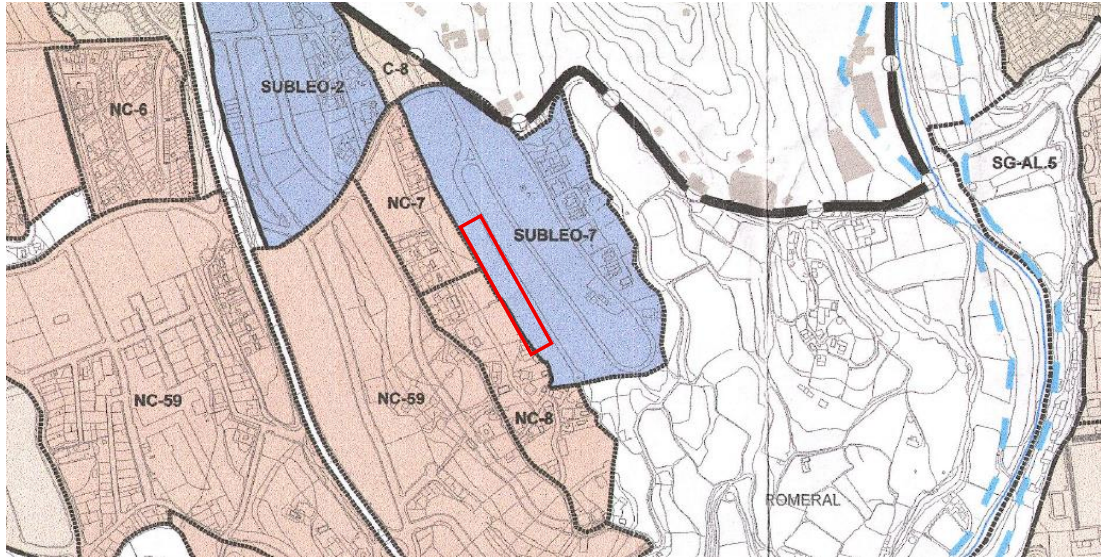 C-8
SUBLEO-2
NC-6
SG-AL.5
NC-7
SUBLEO-7
NC-59
NC-59
NC-8
ROMERAL